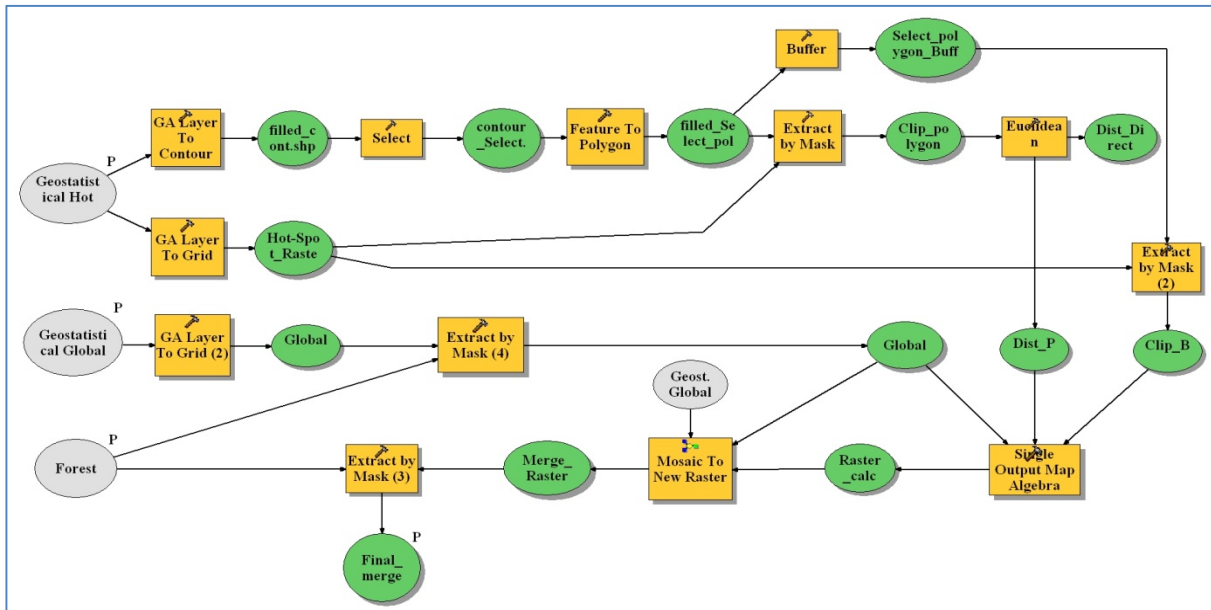 Buffer
Select_pol
ygon_Buff
P
GA Layer
To
Contour
filled_c
ont.shp
Select
contour
_Select.
Feature To
Polygon
filled_Se
lect_pol
Extract
by Mask
Clip_po
lygon
Euclidea
n
Dist_Di
rect
Geostatist
ical Hot
GA Layer
To Grid
Hot-Spo
t_Raste
Extract
by Mask
(2)
P
Geostatisti
cal Global
GA Layer
To Grid (2)
Global
Extract by
Mask (4)
Global
Dist_P
Clip_B
Geost.
Global
P
Forest
Extract by
Mask (3)
Merge_
Raster
Mosaic To
New Raster
Raster
_calc
Single
Output Map
Algebra
P
Final_
merge